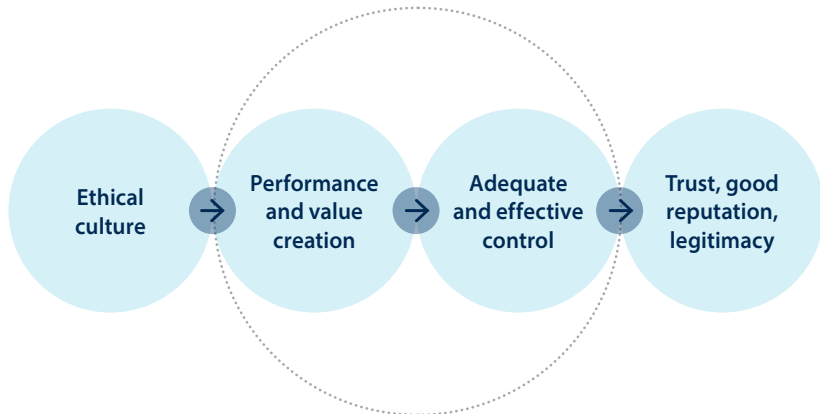 Ethical
culture
Performance
and value
creation
Adequate
and effective
control
Trust, good
reputation,
legitimacy